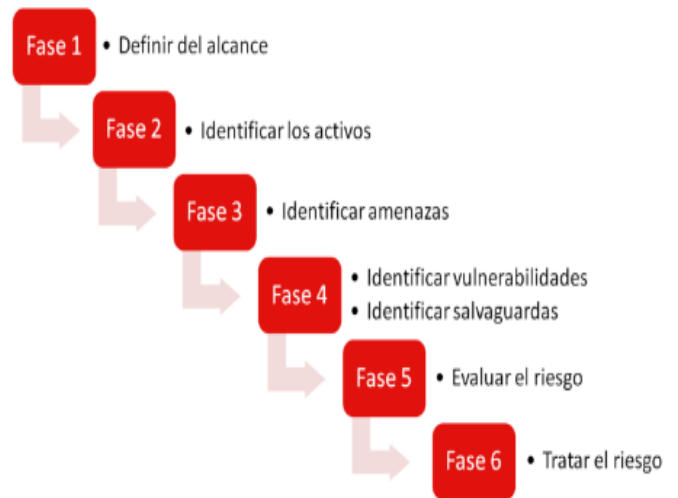 Fase 1
• Definir del alcance
Fase 2
• Identificar los activos
Fase 3
• Identificar amenazas
Fase 4
• Identificar vulnerabilidades
• Identificar salvaguardas
Fase 5
• Evaluar el riesgo
Fase 6
• Tratar el riesgo